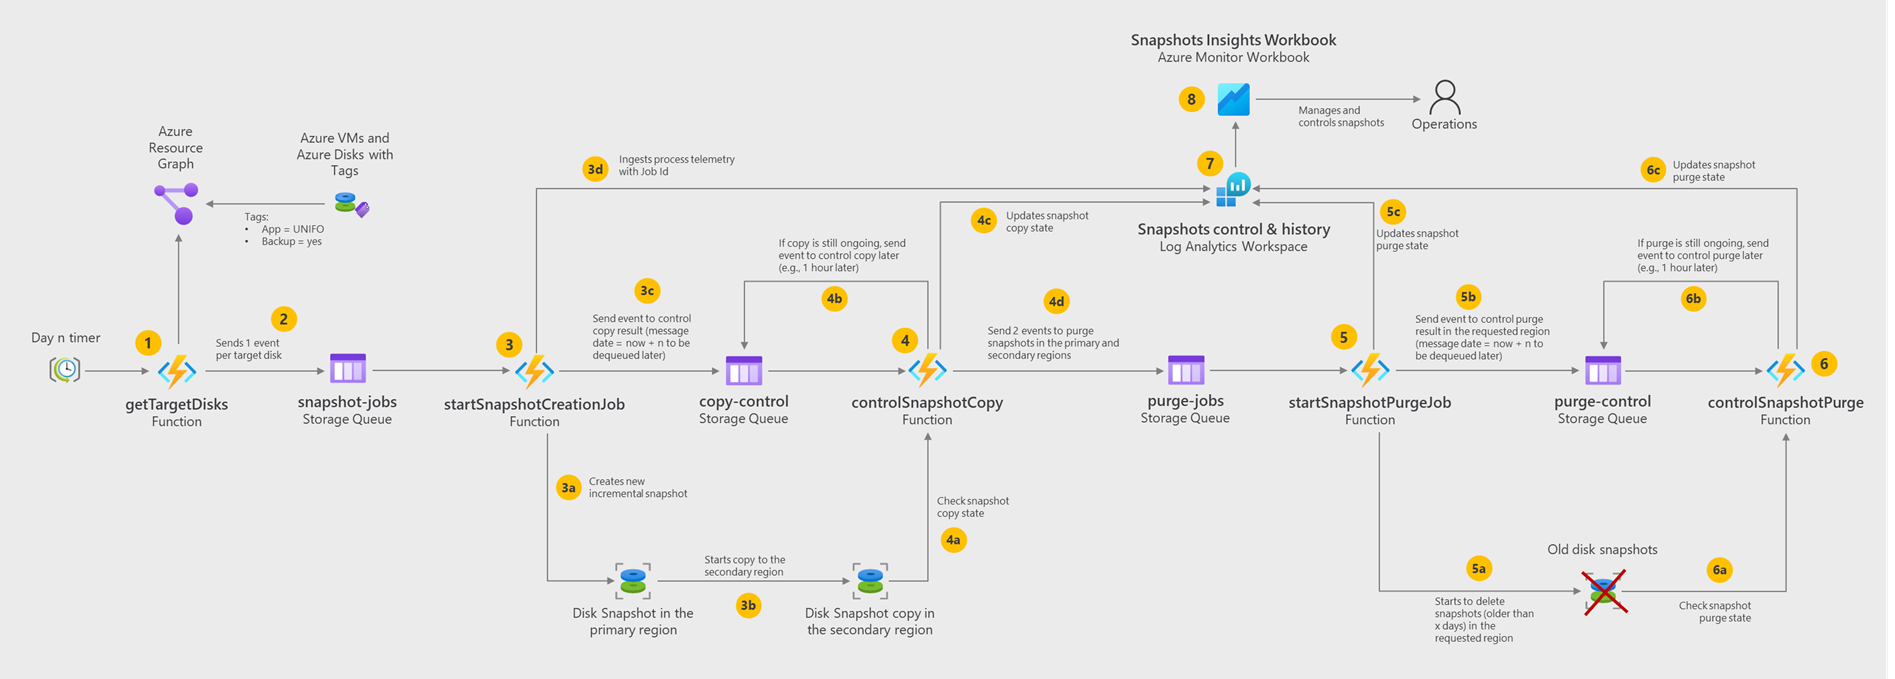 Snapshots Insights Workbook
Azure Monitor Workbook
8
Manages and
controls snapshots
Operations
Azure
Resource
Graph
Azure VMs and
Azure Disks with
Tags
Tags:
• App = UNIFO
• Backup = yes
3d
Ingests process telemetry
with Job Id
7
6c
Updates snapshot
purge state
4c
Updates snapshot
copy state
Snapshots control & history
Log Analytics Workspace
5c
Updates snapshot
purge state
If copy is still ongoing, send
event to control copy later
(e.g., 1 hour later)
4b
If purge is still ongoing, send
event to control purge later
(e.g., 1 hour later)
6b
Day n timer
1
getTargetDisks
Function
2
Sends 1 event
per target disk
snapshot-jobs
Storage Queue
3
startSnapshotCreationJob
Function
3c
Send event to control
copy result (message
date = now + n to be
dequeued later)
copy-control
Storage Queue
4
controlSnapshotCopy
Function
4d
Send 2 events to purge
snapshots in the primary and
secondary regions
purge-jobs
Storage Queue
5
startSnapshotPurgeJob
Function
5b
Send event to control purge
result in the requested region
(message date = now + n to
be dequeued later)
purge-control
Storage Queue
6
controlSnapshotPurge
Function
3a
Creates new
incremental snapshot
Disk Snapshot in the
primary region
Starts copy to the
secondary region
3b
Disk Snapshot copy in
the secondary region
Check snapshot
copy state
4a
5a
Starts to delete
snapshots (older than
x days) in the
requested region
Old disk snapshots
6a
Check snapshot
purge state